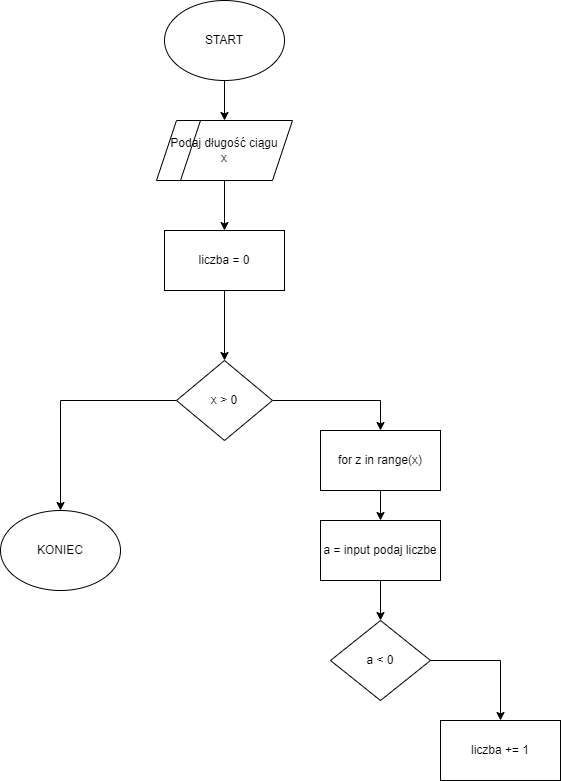 START
Podaj długość ciągu
x
liczba = 0
x > 0
for z in range(x)
KONIEC
a = input podaj liczbe
a < 0
liczba += 1